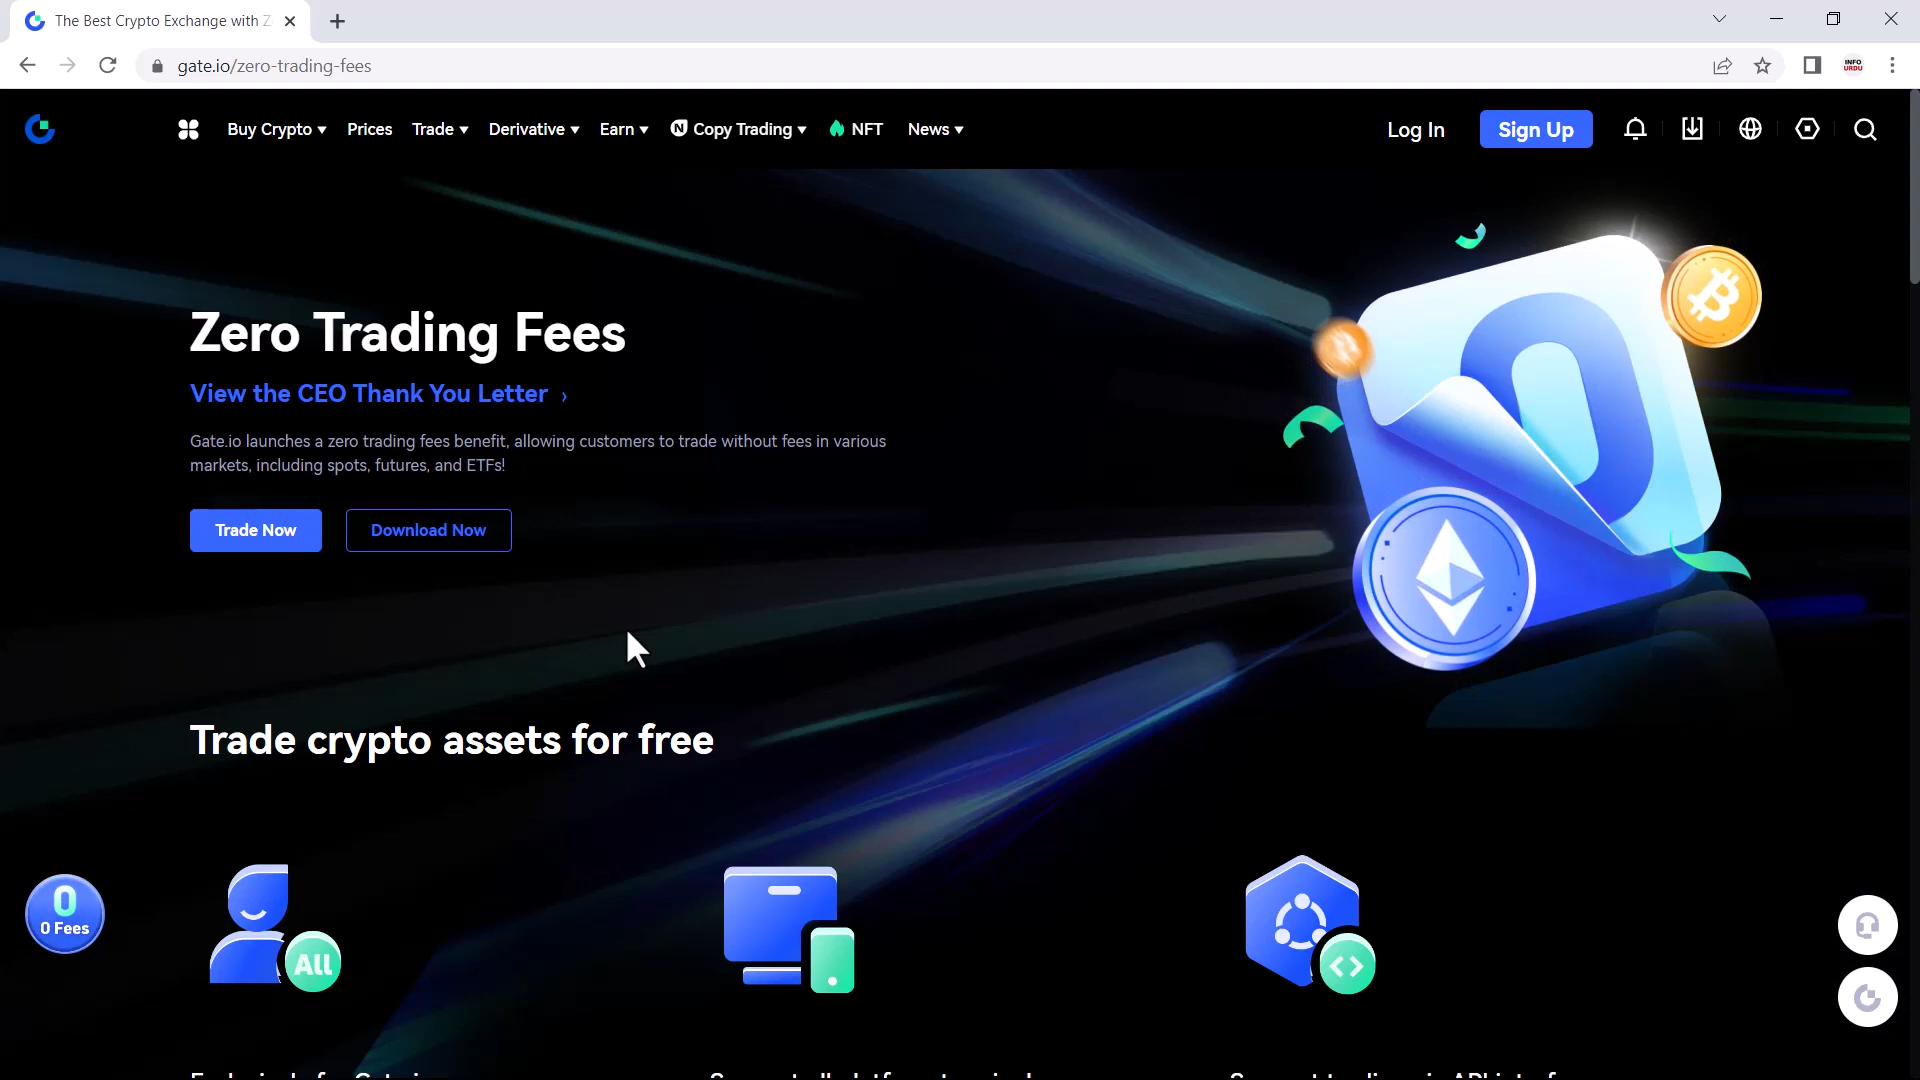 The Best Crypto Exchange with Z
gate.io/zero-trading-fees
INFO
URDU
Buy Crypto
Prices
Trade
Derivative
Earn
Copy Trading
NFT
News
Log In
Sign Up
Zero Trading Fees
View the CEO Thank You Letter
Gate.io launches a zero trading fees benefit, allowing customers to trade without fees in various
markets, including spots, futures, and ETFs!
Trade Now
Download Now
Trade crypto assets for free
0
0 Fees
All